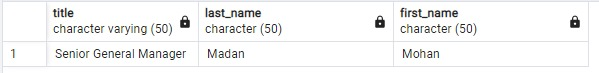 title last_name first_name
character varying (50) character (50) character (50)
1 Senior General Manager Madan Mohan